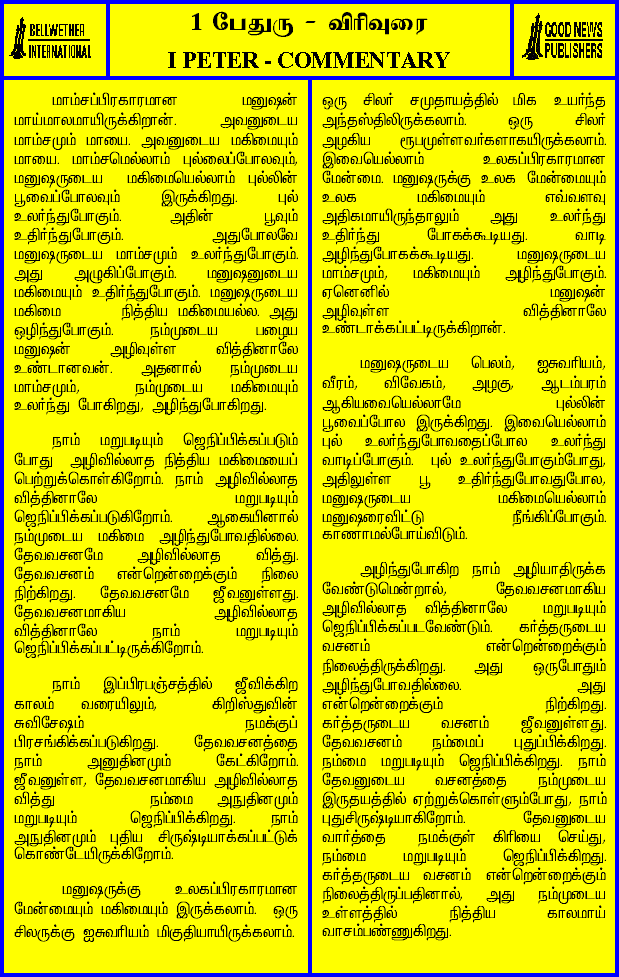 BELLWETHER
INTERNATIONAL
1 பேதுரு - விரிவுரை
I PETER - COMMENTARY
GOOD NEWS
PUBLISHERS
மாம்சப்பிரகாரமான மனுஷன்
மாய்மாலமாயிருக்கிறான். அவனுடைய
மாம்சமும் மாயை. அவனுடைய மகிமையும்
மாயை. மாம்சமெல்லாம் புல்லைப்போலவும்,
மனுஷருடைய மகிமையெல்லாம் புல்லின்
பூவைப்போலவும் இருக்கிறது. புல்
உலர்ந்துபோகும். அதின் பூவும்
உதிர்ந்துபோகும். அதுபோலவே
மனுஷருடைய மாம்சமும் உலர்ந்துபோகும்.
அது அழுகிப்போகும். மனுஷனுடைய
மகிமையும் உதிர்ந்துபோகும். மனுஷருடைய
மகிமை நித்திய மகிமையல்ல. அது
ஒழிந்துபோகும். நம்முடைய பழைய
மனுஷன் அழிவுள்ள வித்தினாலே
உண்டானவன். அதனால் நம்முடைய
மாம்சமும், நம்முடைய மகிமையும்
உலர்ந்து போகிறது, அழிந்துபோகிறது.
நாம் மறுபடியும் ஜெநிப்பிக்கப்படும்
போது அழிவில்லாத நித்திய மகிமையைப்
பெற்றுக்கொள்கிறோம். நாம் அழிவில்லாத
வித்தினாலே மறுபடியும்
ஜெநிப்பிக்கப்படுகிறோம். ஆகையினால்
நம்முடைய மகிமை அழிந்துபோவதில்லை.
தேவவசனமே அழிவில்லாத வித்து.
தேவவசனம் என்றென்றைக்கும் நிலை
நிற்கிறது. தேவவசனமே ஜீவனுள்ளது.
தேவவசனமாகிய அழிவில்லாத
வித்தினாலே நாம் மறுபடியும்
ஜெநிப்பிக்கப்பட்டிருக்கிறோம்.
நாம் இப்பிரபஞ்சத்தில் ஜீவிக்கிற
காலம் வரையிலும், கிறிஸ்துவின்
சுவிசேஷம் நமக்குப்
பிரசங்கிக்கப்படுகிறது. தேவவசனத்தை
நாம் அனுதினமும் கேட்கிறோம்.
ஜீவனுள்ள, தேவவசனமாகிய அழிவில்லாத
வித்து நம்மை அநுதினமும்
மறுபடியும் ஜெநிப்பிக்கிறது. நாம்
அநுதினமும் புதிய சிருஷ்டியாக்கப்பட்டுக்
கொண்டேயிருக்கிறோம்.
மனுஷருக்கு உலகப்பிரகாரமான
மேன்மையும் மகிமையும் இருக்கலாம். ஒரு
சிலருக்கு ஐசுவரியம் மிகுதியாயிருக்கலாம்.
ஒரு சிலர் சமுதாயத்தில் மிக உயர்ந்த
அந்தஸ்திலிருக்கலாம். ஒரு சிலர்
அழகிய ரூபமுள்ளவர்களாகயிருக்கலாம்.
இவையெல்லாம் உலகப்பிரகாரமான
மேன்மை. மனுஷருக்கு உலக மேன்மையும்
உலக மகிமையும் எவ்வளவு
அதிகமாயிருந்தாலும் அது உலர்ந்து
உதிர்ந்து போகக்கூடியது. வாடி
அழிந்துபோகக்கூடியது. மனுஷருடைய
மாம்சமும், மகிமையும் அழிந்துபோகும்.
ஏனெனில் மனுஷன்
அழிவுள்ள வித்தினாலே
உண்டாக்கப்பட்டிருக்கிறான்.
மனுஷருடைய பெலம், ஐசுவரியம்,
வீரம், விவேகம், அழகு, ஆடம்பரம்
ஆகியவையெல்லாமே புல்லின்
பூவைப்போல இருக்கிறது. இவையெல்லாம்
புல் உலர்ந்துபோவதைப்போல உலர்ந்து
வாடிப்போகும். புல் உலர்ந்துபோகும்போது,
அதிலுள்ள பூ உதிர்ந்துபோவதுபோல,
மனுஷருடைய மகிமையெல்லாம்
மனுஷரைவிட்டு நீங்கிப்போகும்.
காணாமல்போய்விடும்.
அழிந்துபோகிற நாம் அழியாதிருக்க
வேண்டுமென்றால், தேவவசனமாகிய
அழிவில்லாத வித்தினாலே மறுபடியும்
ஜெநிப்பிக்கப்படவேண்டும். கர்த்தருடைய
வசனம் என்றென்றைக்கும்
நிலைத்திருக்கிறது. அது ஒருபோதும்
அழிந்துபோவதில்லை. அது
என்றென்றைக்கும் நிற்கிறது.
கர்த்தருடைய வசனம் ஜீவனுள்ளது.
தேவவசனம் நம்மைப் புதுப்பிக்கிறது.
நம்மை மறுபடியும் ஜெநிப்பிக்கிறது. நாம்
தேவனுடைய வசனத்தை நம்முடைய
இருதயத்தில் ஏற்றுக்கொள்ளும்போது, நாம்
புதுசிருஷ்டியாகிறோம். தேவனுடைய
வார்த்தை நமக்குள் கிரியை செய்து,
நம்மை மறுபடியும் ஜெநிப்பிக்கிறது.
கர்த்தருடைய வசனம் என்றென்றைக்கும்
நிலைத்திருப்பதினால், அது நம்முடைய
உள்ளத்தில் நித்திய காலமாய்
வாசம்பண்ணுகிறது.